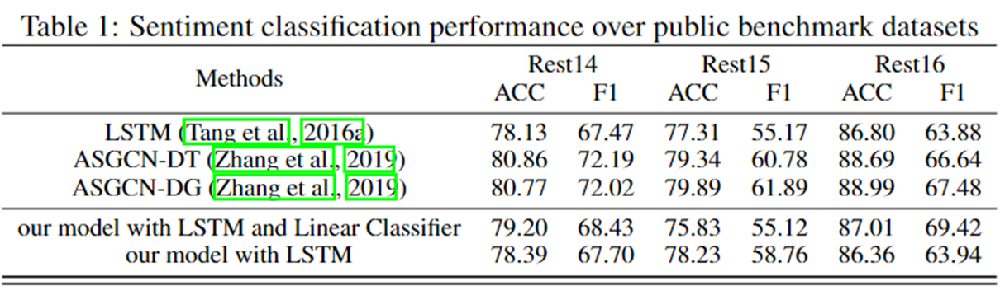 Table 1: Sentiment classification performance over public benchmark datasets
Methods Rest14 Rest15 Rest16
ACC F1 ACC F1 ACC F1
LSTM (Tang et al., 2016a) 78.13 67.47 77.31 55.17 86.80 63.88
ASGCN-DT (Zhang et al., 2019) 80.86 72.19 79.34 60.78 88.69 66.64
ASGCN-DG (Zhang et al., 2019) 80.77 72.02 79.89 61.89 88.99 67.48
our model with LSTM and Linear Classifier 79.20 68.43 75.83 55.12 87.01 69.42
our model with LSTM 78.39 67.70 78.23 58.76 86.36 63.94